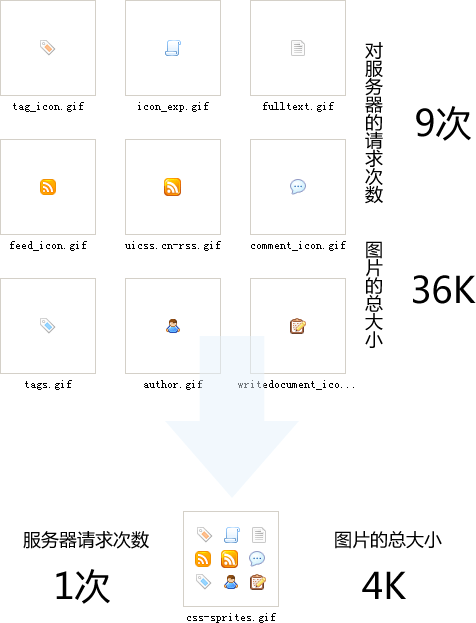 tag_icon.gif
icon_exp.gif
fulltext.gif
对服务器的请求次数
9次
feed_icon.gif
uicss.cn-rss.gif
comment_icon.gif
图片的总大小
36K
tags.gif
author.gif
writedocument_ico...
服务器请求次数
1次
css-sprites.gif
图片的总大小
4K